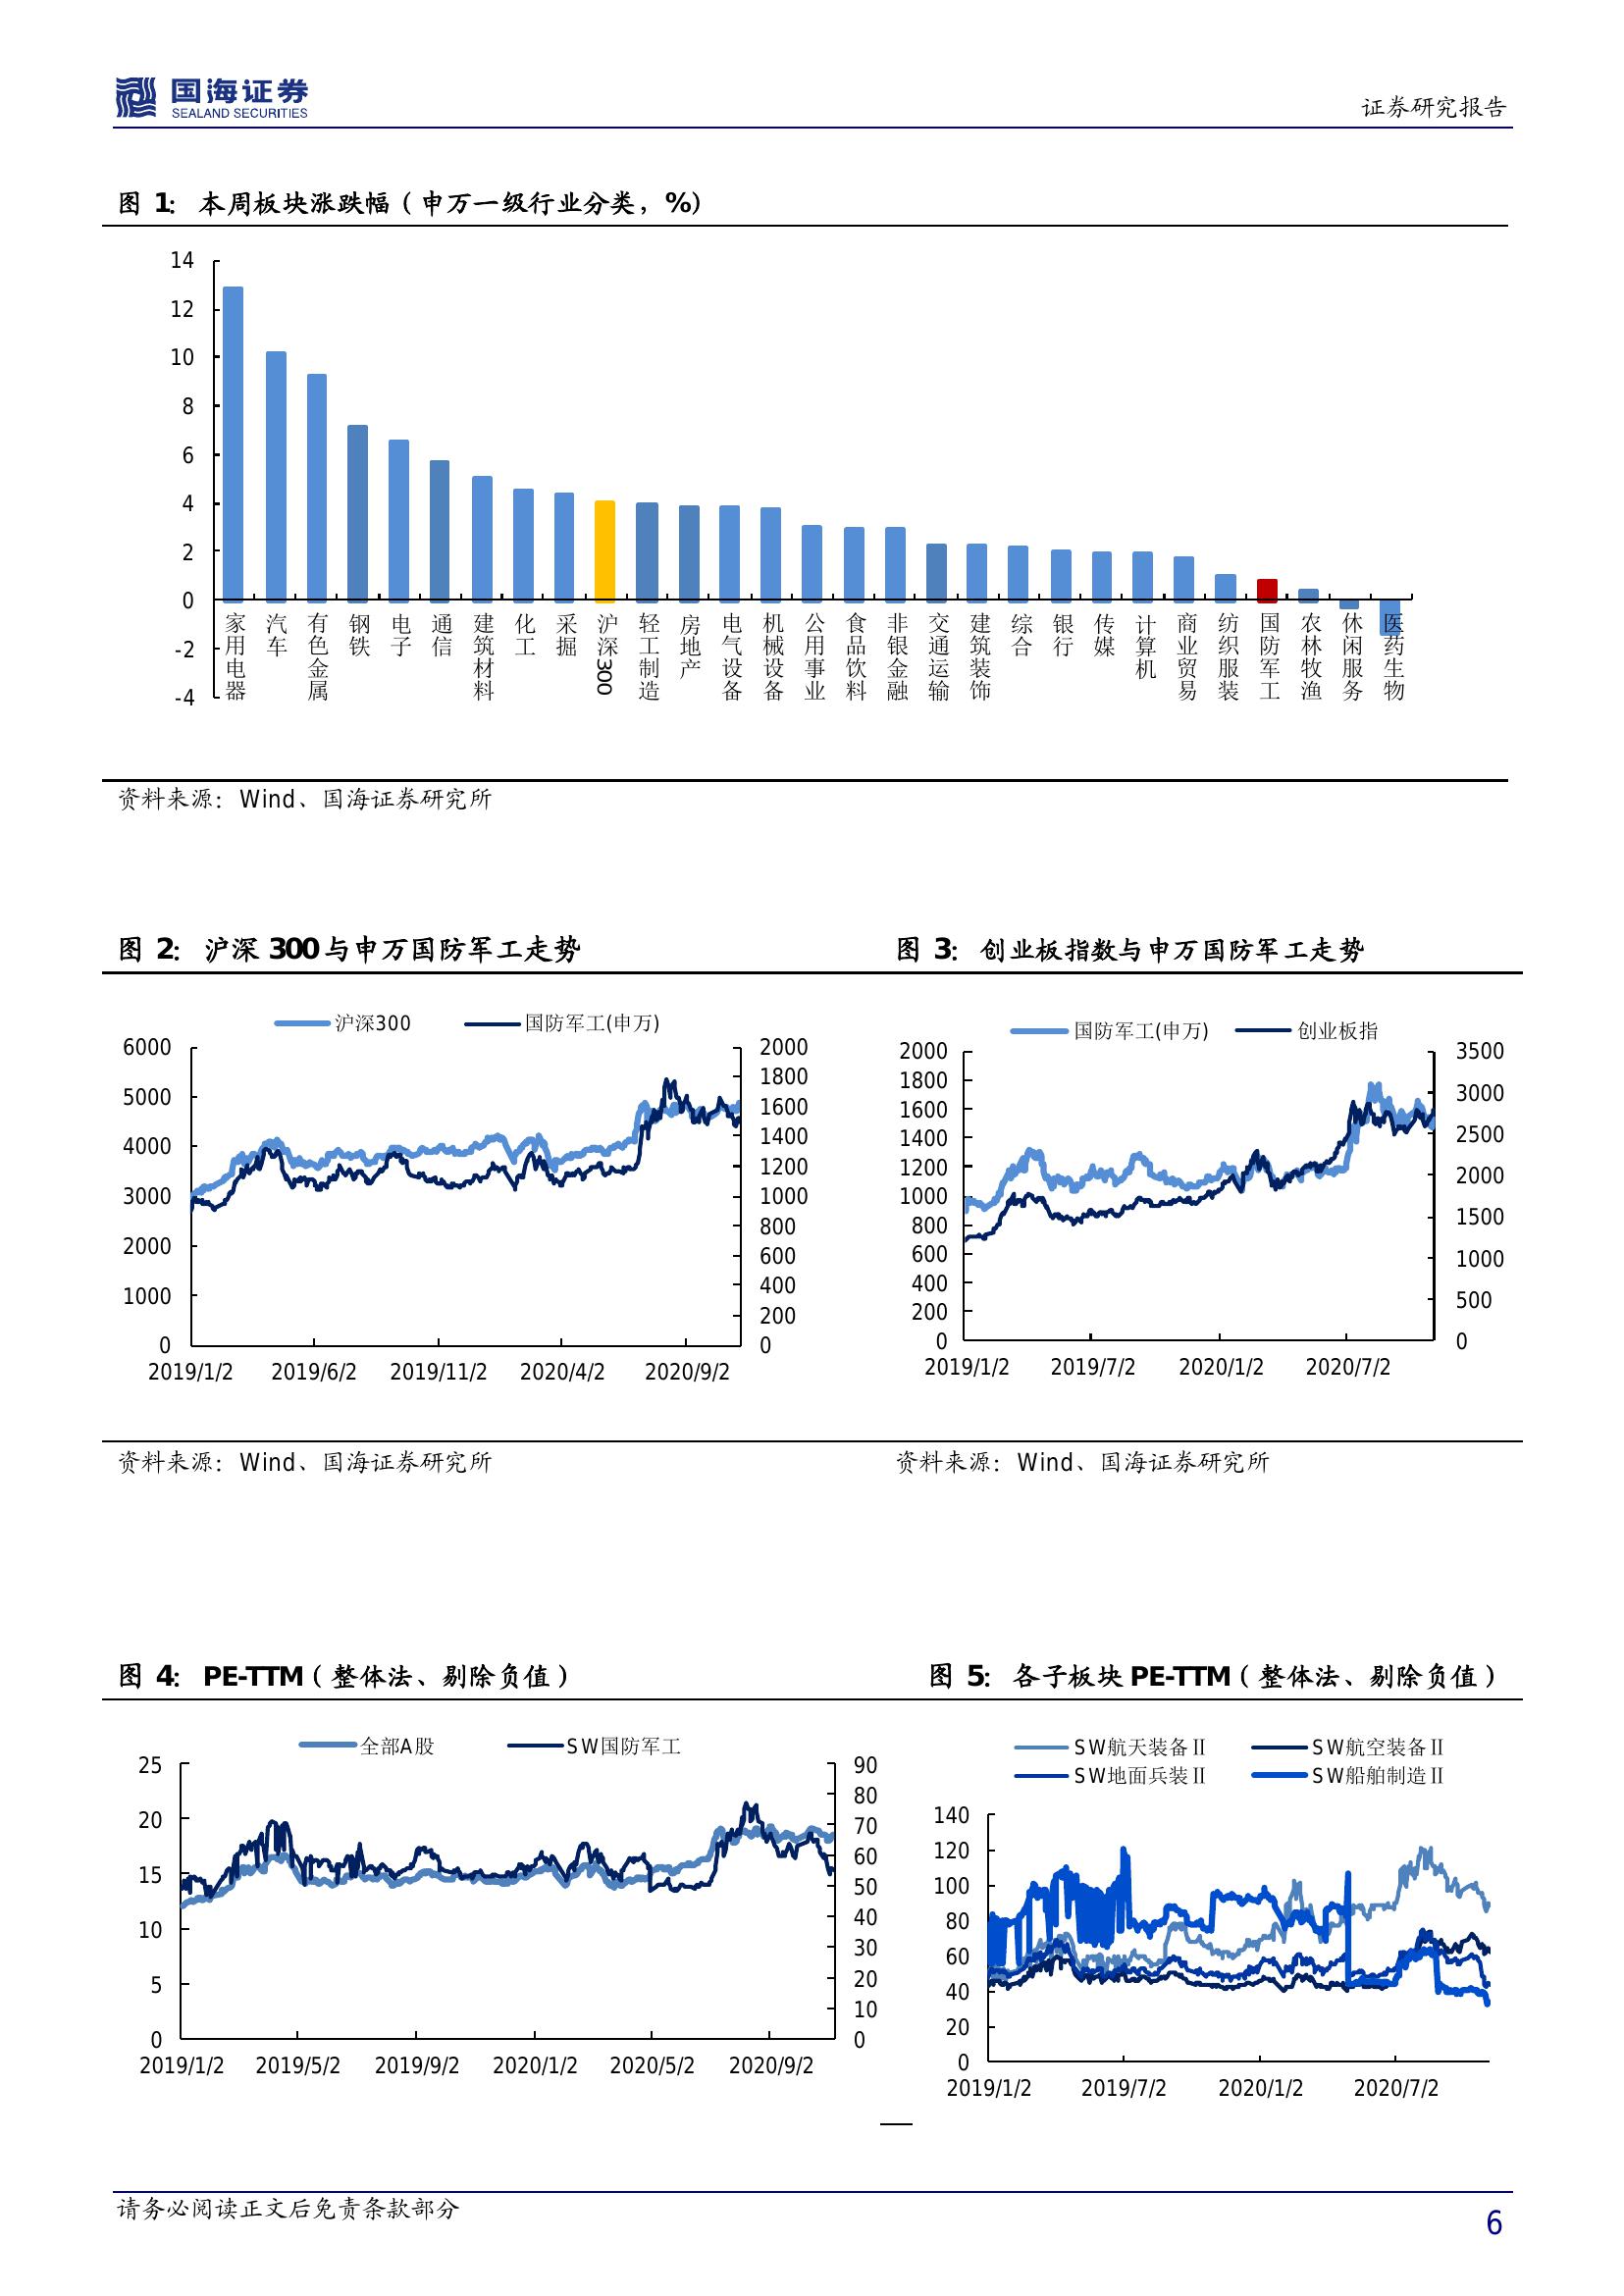 国海证券
SEALAND SECURITIES
证券研究报告
图 1: 本周板块涨跌幅（申万一级行业分类，%）
14
12
10
8
6
4
2
0
-2
-4
家用电器
汽车
有色金属
钢铁
电子
通信
建筑材料
化工
采掘
沪深300
轻工制造
房地产
电气设备
机械设备
公用事业
食品饮料
非银金融
交通运输
建筑装饰
综合
银行
传媒
计算机
商业贸易
纺织服装
国防军工
农林牧渔
休闲服务
医药生物
资料来源：Wind、国海证券研究所
图 2: 沪深 300 与申万国防军工走势
沪深300 国防军工(申万)
6000
5000
4000
3000
2000
1000
0
2000
1800
1600
1400
1200
1000
800
600
400
200
0
2019/1/2 2019/6/2 2019/11/2 2020/4/2 2020/9/2
资料来源：Wind、国海证券研究所
图 3: 创业板指数与申万国防军工走势
国防军工(申万) 创业板指
2000
1800
1600
1400
1200
1000
800
600
400
200
0
3500
3000
2500
2000
1500
1000
500
0
2019/1/2 2019/7/2 2020/1/2 2020/7/2
资料来源：Wind、国海证券研究所
图 4: PE-TTM（整体法、剔除负值）
全部A股 SW国防军工
25
20
15
10
5
0
90
80
70
60
50
40
30
20
10
0
2019/1/2 2019/5/2 2019/9/2 2020/1/2 2020/5/2 2020/9/2
图 5: 各子板块 PE-TTM（整体法、剔除负值）
SW航天装备Ⅱ SW航空装备Ⅱ
SW地面兵装Ⅱ SW船舶制造Ⅱ
140
120
100
80
60
40
20
0
2019/1/2 2019/7/2 2020/1/2 2020/7/2
请务必阅读正文后免责条款部分
6